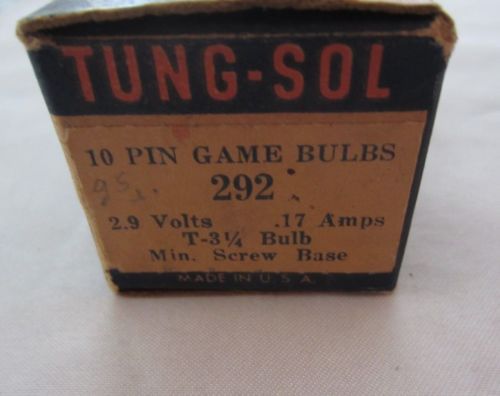 TUNG-SOL
10 PIN GAME BULBS
292
2.9 Volts .17 Amps
T-3¼ Bulb
Min. Screw Base
MADE IN U.S.A.